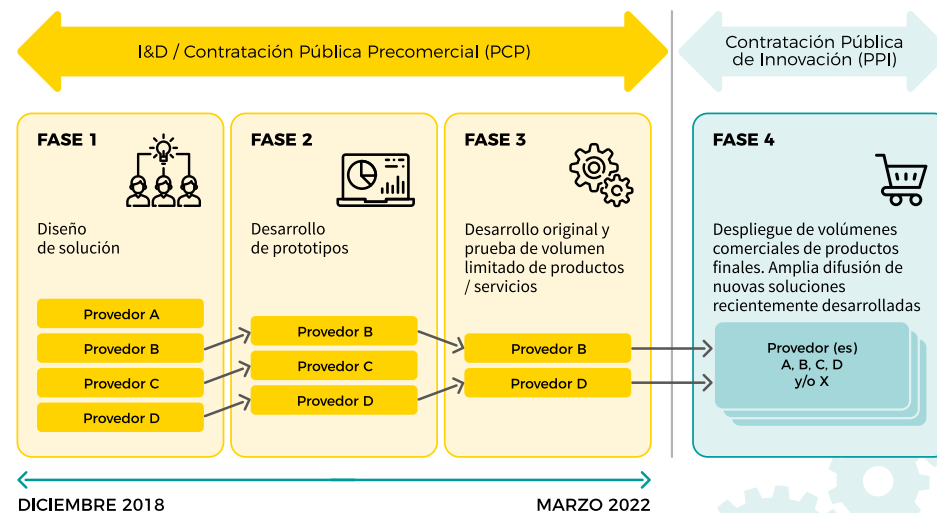 I&D / Contratación Pública Precomercial (PCP)
Contratación Pública
de Innovación (PPI)
FASE 1
Diseño
de solución
Provedor A
Provedor B
Provedor C
Provedor D
FASE 2
Desarrollo
de prototipos
Provedor B
Provedor C
Provedor D
FASE 3
Desarrollo original y
prueba de volumen
limitado de productos
/ servicios
Provedor B
Provedor D
FASE 4
Despliegue de volúmenes
comerciales de productos
finales. Amplia difusión de
nuovas soluciones
recientemente desarrolladas
Provedor (es)
A, B, C, D
y/o X
DICIEMBRE 2018
MARZO 2022